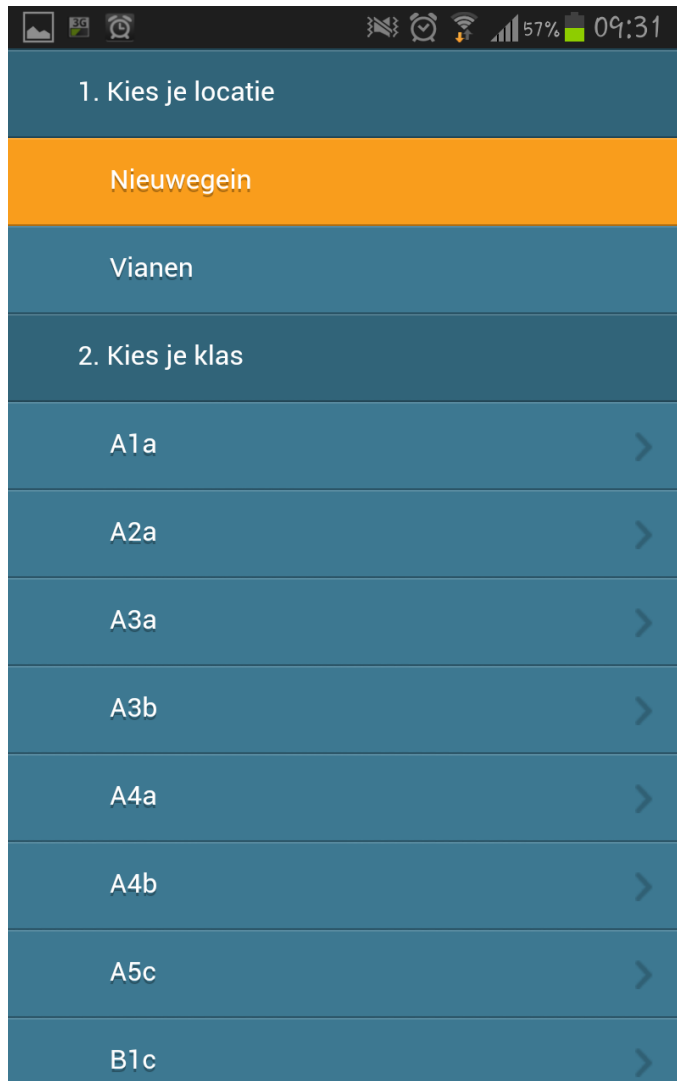 3G 57% 09:31
1. Kies je locatie
Nieuwegein
Vianen
2. Kies je klas
A1a
A2a
A3a
A3b
A4a
A4b
A5c
B1c